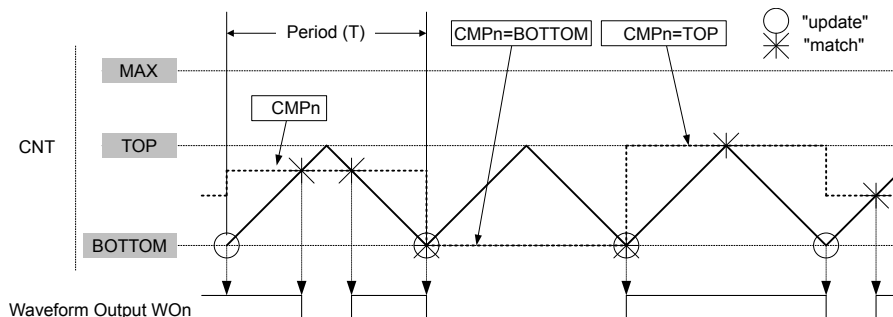 Period (T)
CMPn=BOTTOM
CMPn=TOP
"update"
"match"
MAX
CMPn
CNT
TOP
BOTTOM
Waveform Output WOn